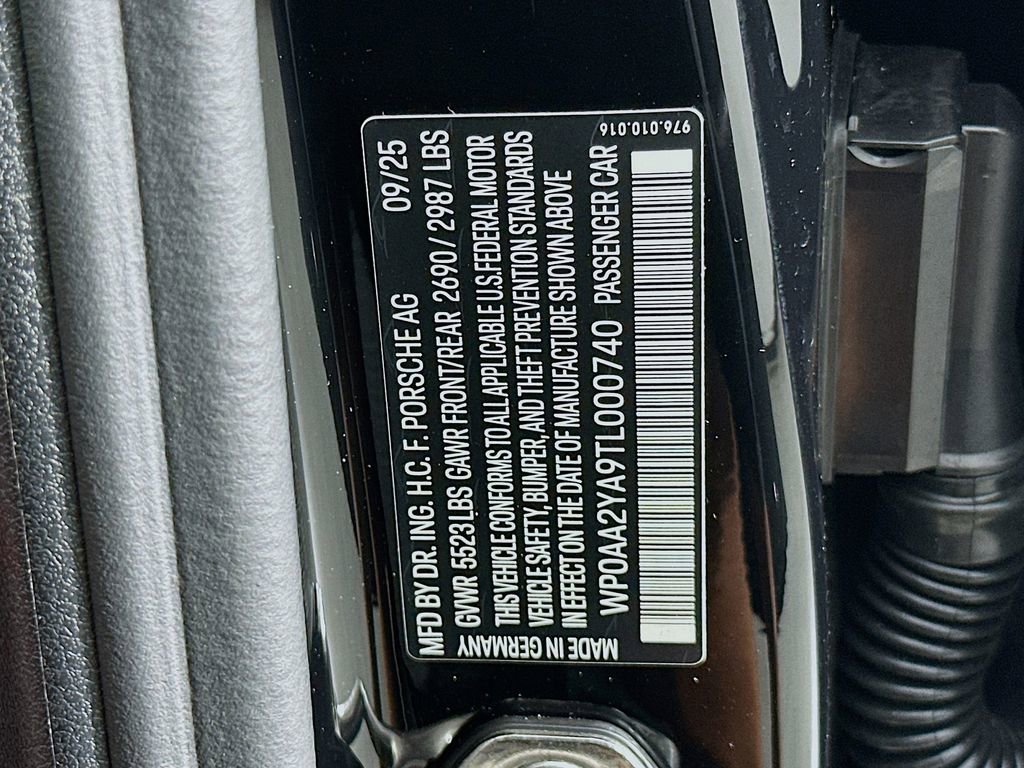 MFD BY DR. ING. H.C. F. PORSCHE AG 09/25
GVWR 5523 LBS GAWR FRONT/REAR 2690 / 2987 LBS
THIS VEHICLE CONFORMS TO ALL APPLICABLE U.S. FEDERAL MOTOR
VEHICLE SAFETY, BUMPER, AND THEFT PREVENTION STANDARDS
IN EFFECT ON THE DATE OF MANUFACTURE SHOWN ABOVE
WP0AA2YA9TL000740 PASSENGER CAR
MADE IN GERMANY
976.010.016